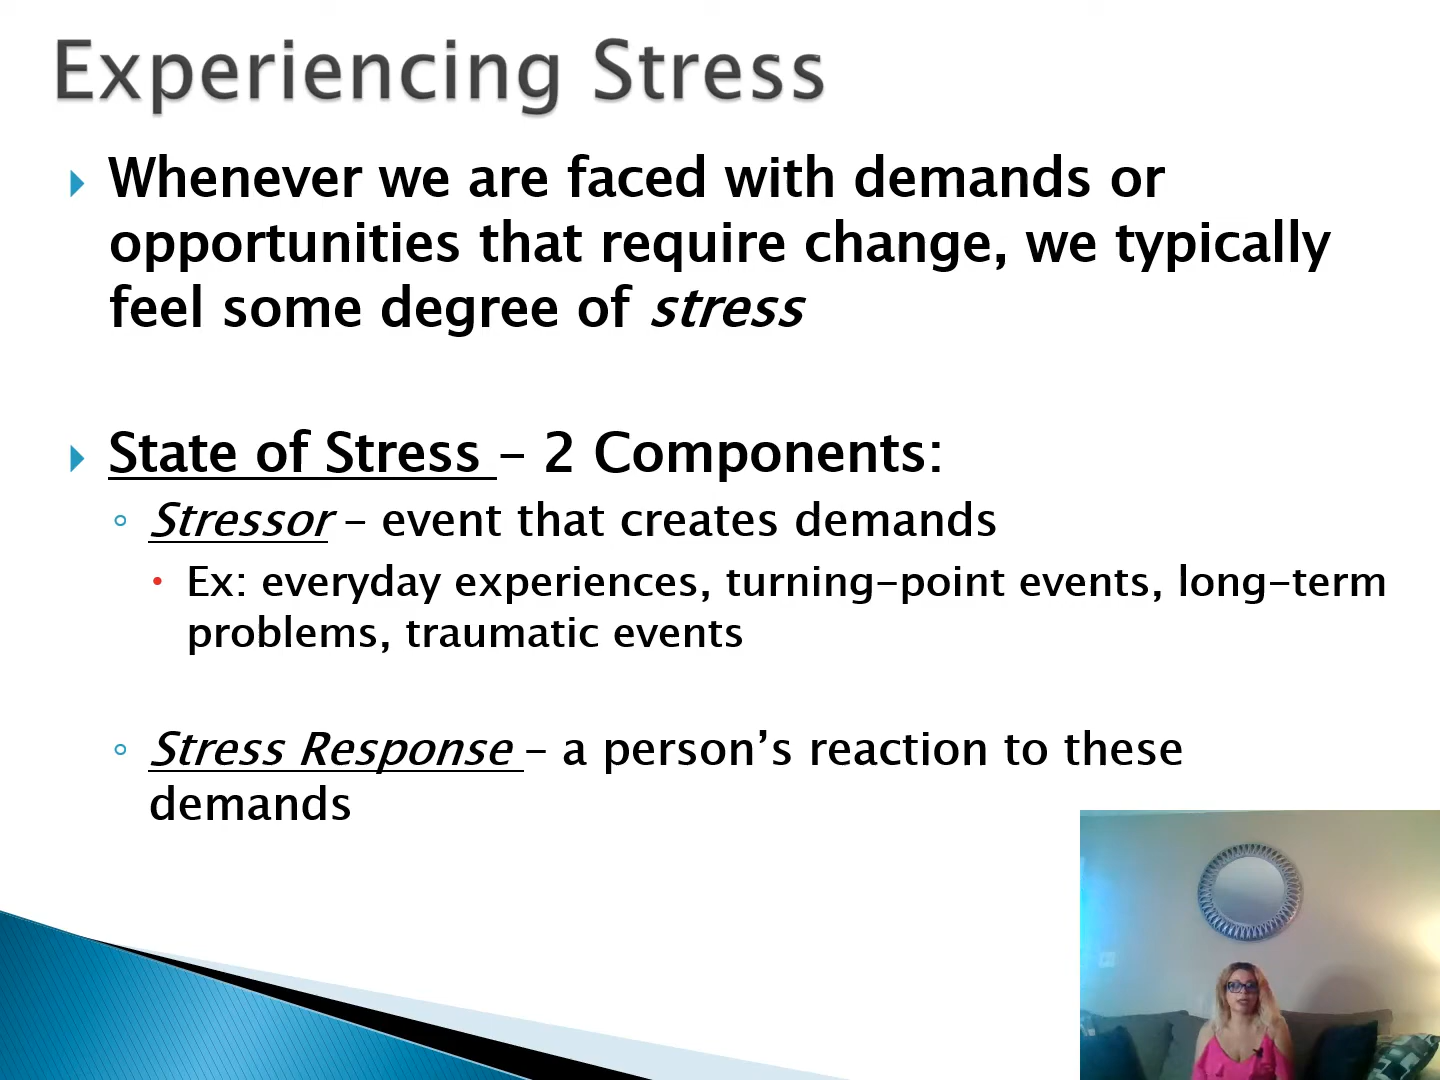 Experiencing Stress
Whenever we are faced with demands or
opportunities that require change, we typically
feel some degree of stress
State of Stress – 2 Components:
Stressor – event that creates demands
Ex: everyday experiences, turning-point events, long-term
problems, traumatic events
Stress Response – a person’s reaction to these
demands